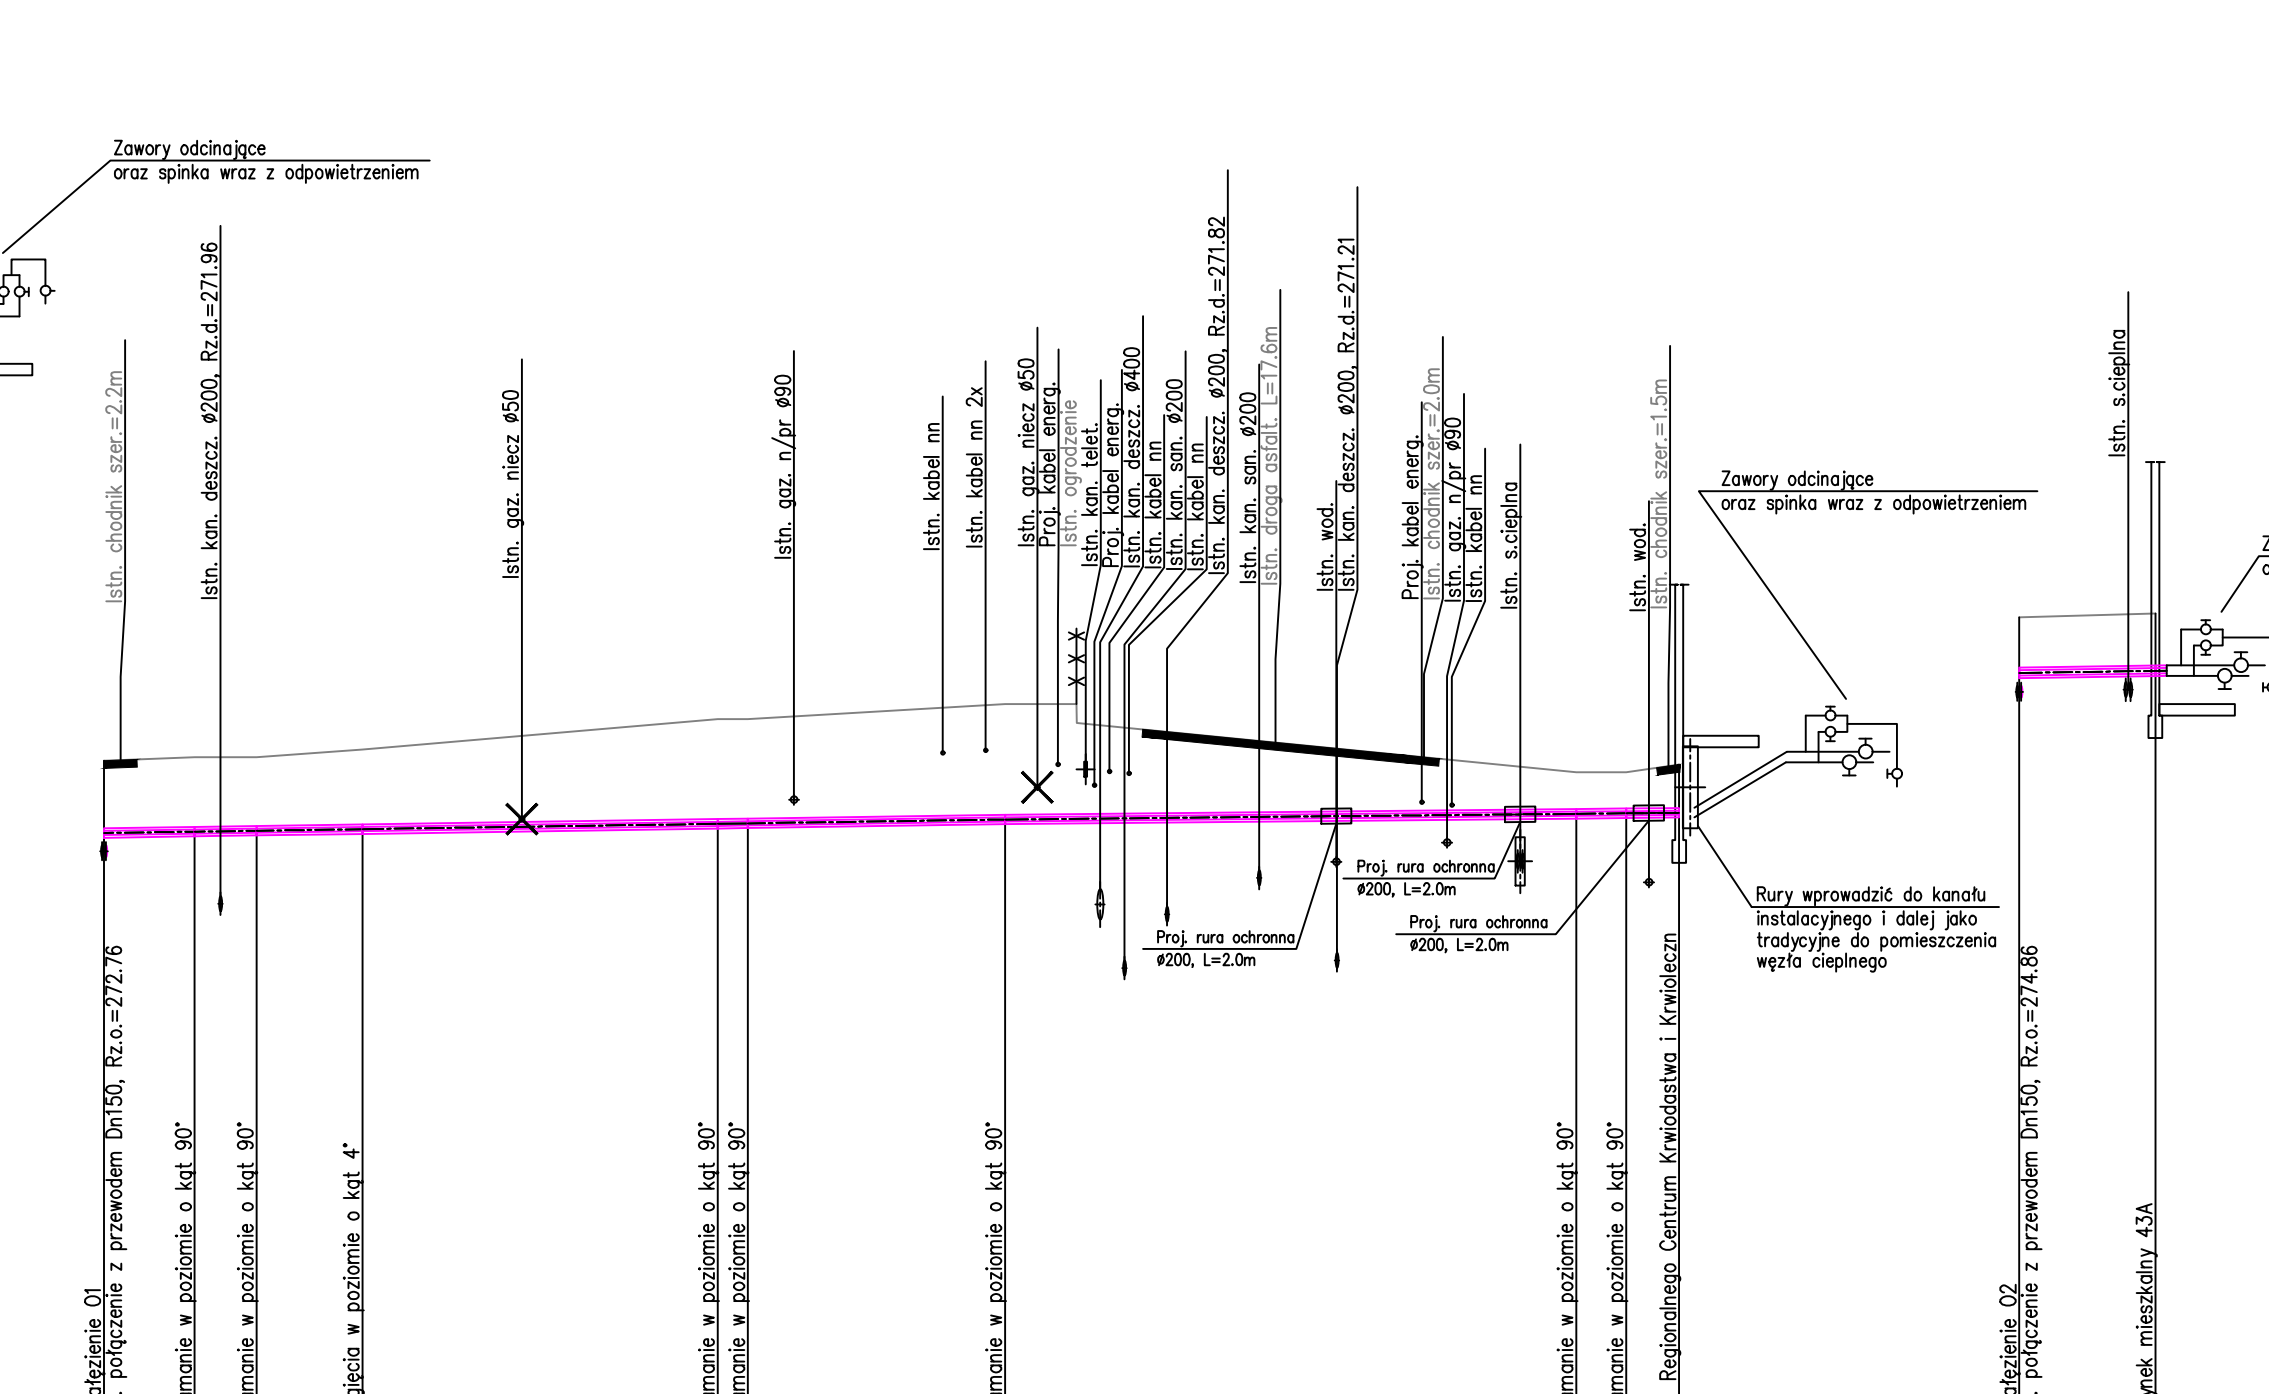 Zawory odcinające
oraz spinka wraz z odpowietrzeniem
Istn. chodnik szer.=2.2m
Istn. kan. deszcz. ø200, Rz.d.=271.96
Istn. gaz. niecz ø50
Istn. gaz. n/pr ø90
Istn. kabel nn
Istn. kabel nn 2x
Istn. gaz. niecz ø50
Proj. kabel energ.
Istn. ogrodzenie
Istn. kan. telet.
Proj. kabel energ.
Istn. kan. deszcz. ø400
Istn. kabel nn
Istn. kan. san. ø200
Istn. kabel nn
Istn. kan. deszcz. ø200, Rz.d.=271.82
Istn. kan. san. ø200
Istn. droga asfalt. L=17.6m
Istn. wod.
Istn. kan. deszcz. ø200, Rz.d.=271.21
Proj. kabel energ.
Istn. chodnik szer.=2.0m
Istn. gaz. n/pr ø90
Istn. kabel nn
Istn. s.cieplna
Istn. wod.
Istn. chodnik szer.=1.5m
Zawory odcinające
oraz spinka wraz z odpowietrzeniem
Istn. s.cieplna
Proj. rura ochronna
ø200, L=2.0m
Proj. rura ochronna
ø200, L=2.0m
Proj. rura ochronna
ø200, L=2.0m
Rury wprowadzić do kanału
instalacyjnego i dalej jako
tradycyjne do pomieszczenia
węzła cieplnego
ałęzienie O1
. połączenie z przewodem Dn150, Rz.o.=272.76
manie w poziomie o kąt 90°
manie w poziomie o kąt 90°
gięcia w poziomie o kąt 4°
manie w poziomie o kąt 90°
manie w poziomie o kąt 90°
manie w poziomie o kąt 90°
manie w poziomie o kąt 90°
manie w poziomie o kąt 90°
Regionalnego Centrum Krwiodastwa i Krwioleczn
ałęzienie O2
. połączenie z przewodem Dn150, Rz.o.=274.86
ynek mieszkalny 43A